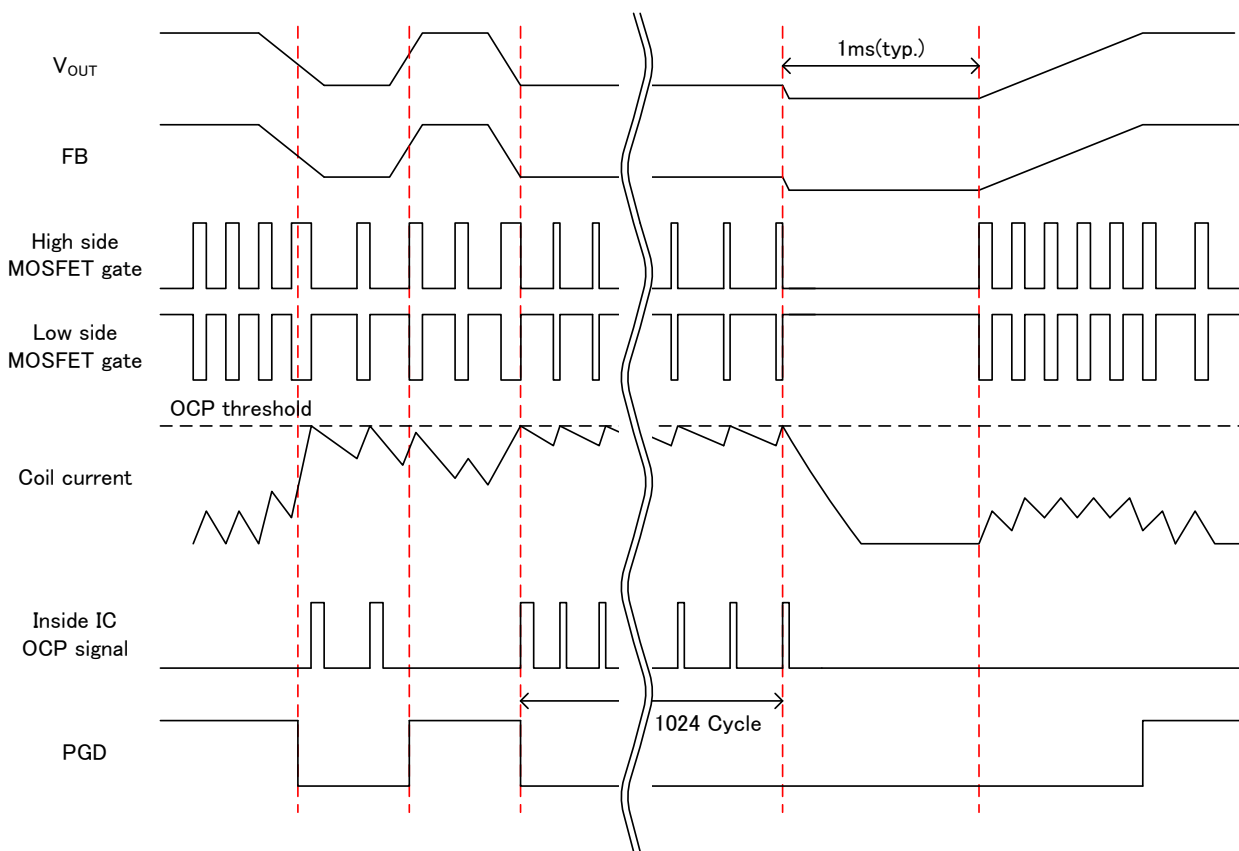 1ms(typ.)
VOUT
FB
High side
MOSFET gate
Low side
MOSFET gate
OCP threshold
Coil current
Inside IC
OCP signal
1024 Cycle
PGD